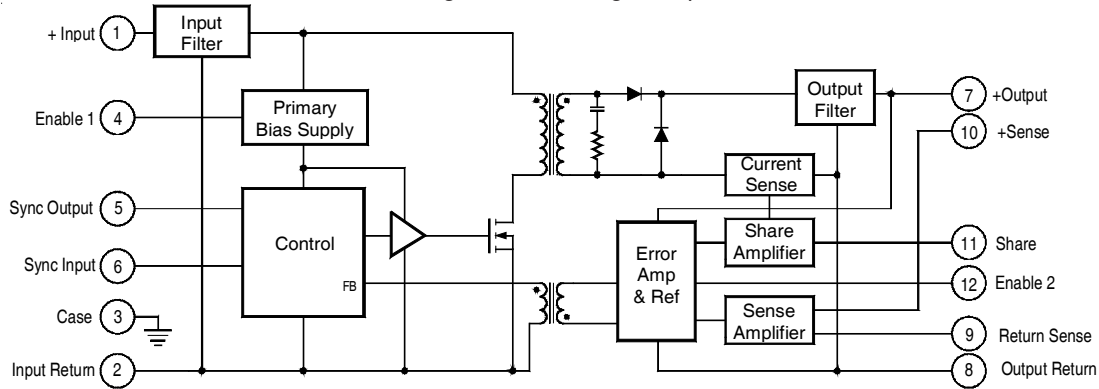 + Input 1
Input
Filter
Enable 1 4
Primary
Bias Supply
Sync Output 5
Sync Input 6
Control
FB
Case 3
Input Return 2
Output
Filter
7 +Output
10 +Sense
Current
Sense
Share
Amplifier
11 Share
Error
Amp
& Ref
12 Enable 2
Sense
Amplifier
9 Return Sense
8 Output Return